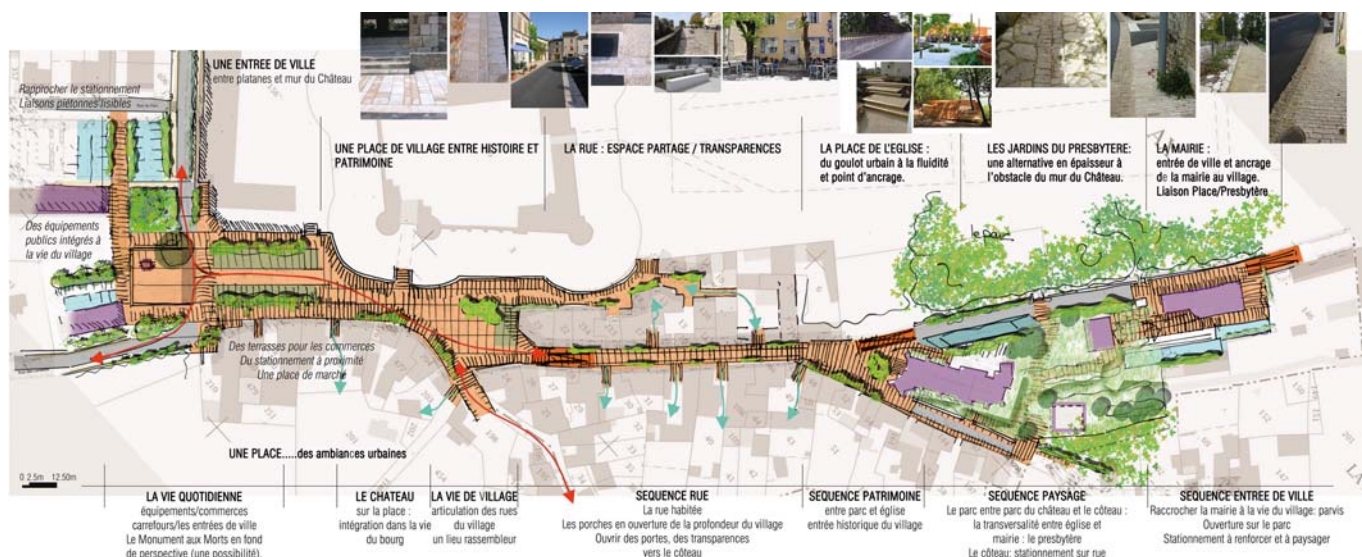 UNE ENTREE DE VILLE
entre platanes et mur du Château
Rapprocher le stationnement
Liaisons piétonnes lisibles
UNE PLACE DE VILLAGE ENTRE HISTOIRE ET
PATRIMOINE
LA RUE : ESPACE PARTAGE / TRANSPARENCES
LA PLACE DE L'EGLISE :
du goulot urbain à la fluidité
et point d'ancrage.
LES JARDINS DU PRESBYTERE:
une alternative en épaisseur à
l'obstacle du mur du Château.
LA MAIRIE :
entrée de ville et ancrage
de la mairie au village.
Liaison Place/Presbytère
Des équipements
publics intégrés à
la vie du village
le parc
Des terrasses pour les commerces
Du stationnement à proximité
Une place de marché
UNE PLACE.....des ambiances urbaines
0 2.5m 12.50m
LA VIE QUOTIDIENNE
équipements/commerces
carrefours/les entrées de ville
Le Monument aux Morts en fond
de perspective (une possibilité).
LE CHATEAU
sur la place :
intégration dans la vie
du bourg
LA VIE DE VILLAGE
articulation des rues
du village
un lieu rassembleur
SEQUENCE RUE
La rue habitée
Les porches en ouverture de la profondeur du village
Ouvrir des portes, des transparences
vers le côteau
SEQUENCE PATRIMOINE
entre parc et église
entrée historique du village
SEQUENCE PAYSAGE
Le parc entre parc du château et le côteau :
la transversalité entre église et
mairie : le presbytère
Le côteau: stationnement sur rue
SEQUENCE ENTREE DE VILLE
Raccrocher la mairie à la vie du village: parvis
Ouverture sur le parc
Stationnement à renforcer et à paysager